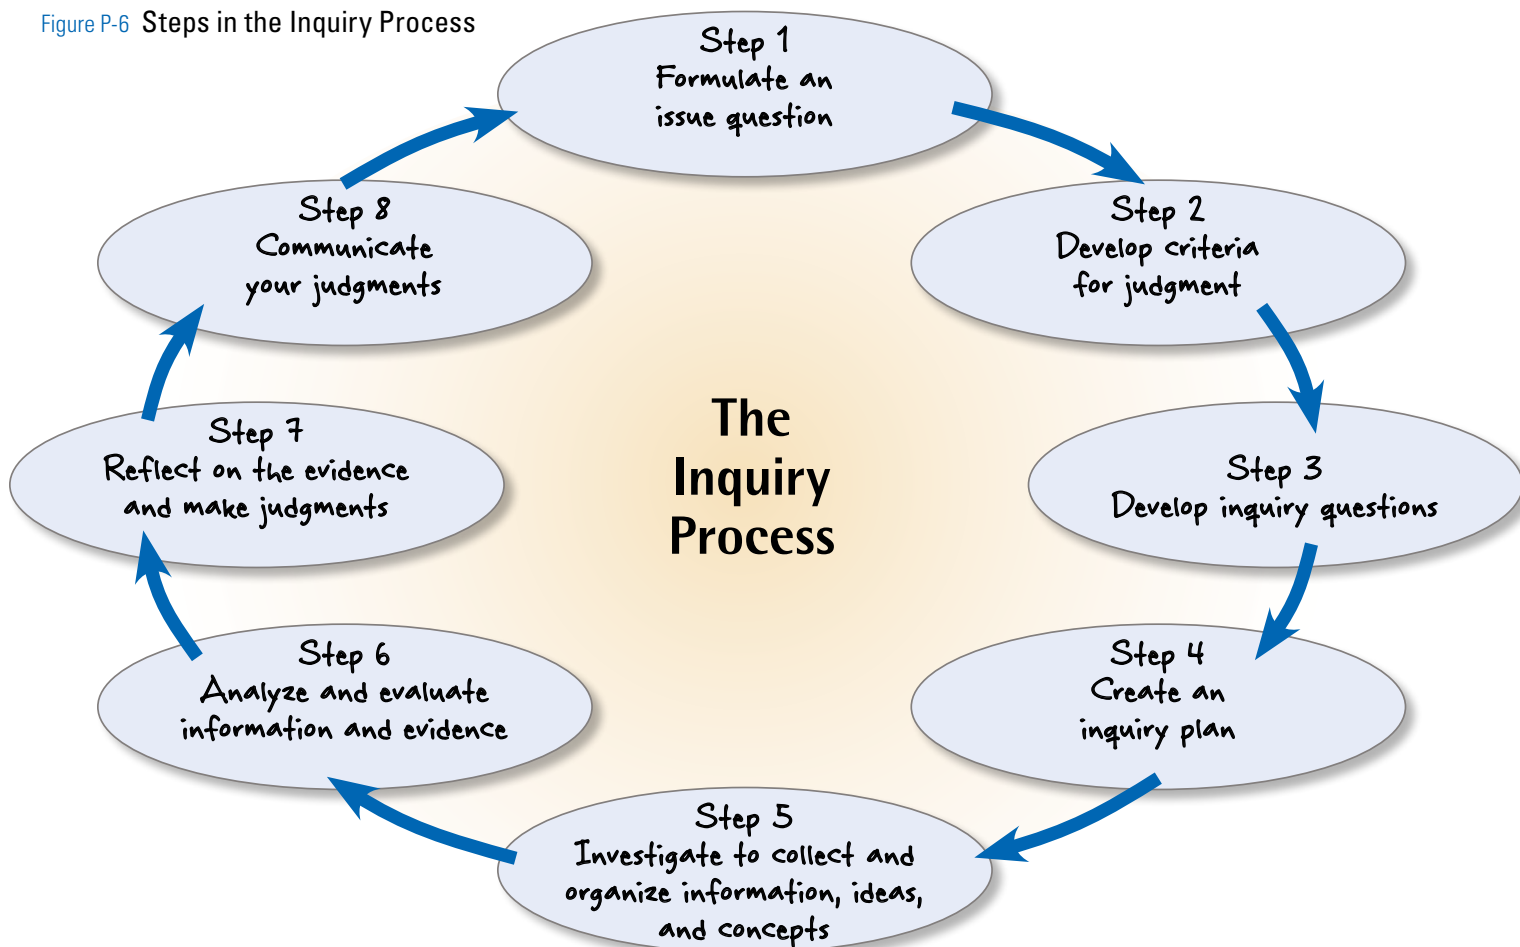 Figure P-6 Steps in the Inquiry Process
Step 1
Formulate an
issue question
Step 2
Develop criteria
for judgment
Step 3
Develop inquiry questions
Step 4
Create an
inquiry plan
Step 5
Investigate to collect and
organize information, ideas,
and concepts
Step 6
Analyze and evaluate
information and evidence
Step 7
Reflect on the evidence
and make judgments
Step 8
Communicate
your judgments
The
Inquiry
Process